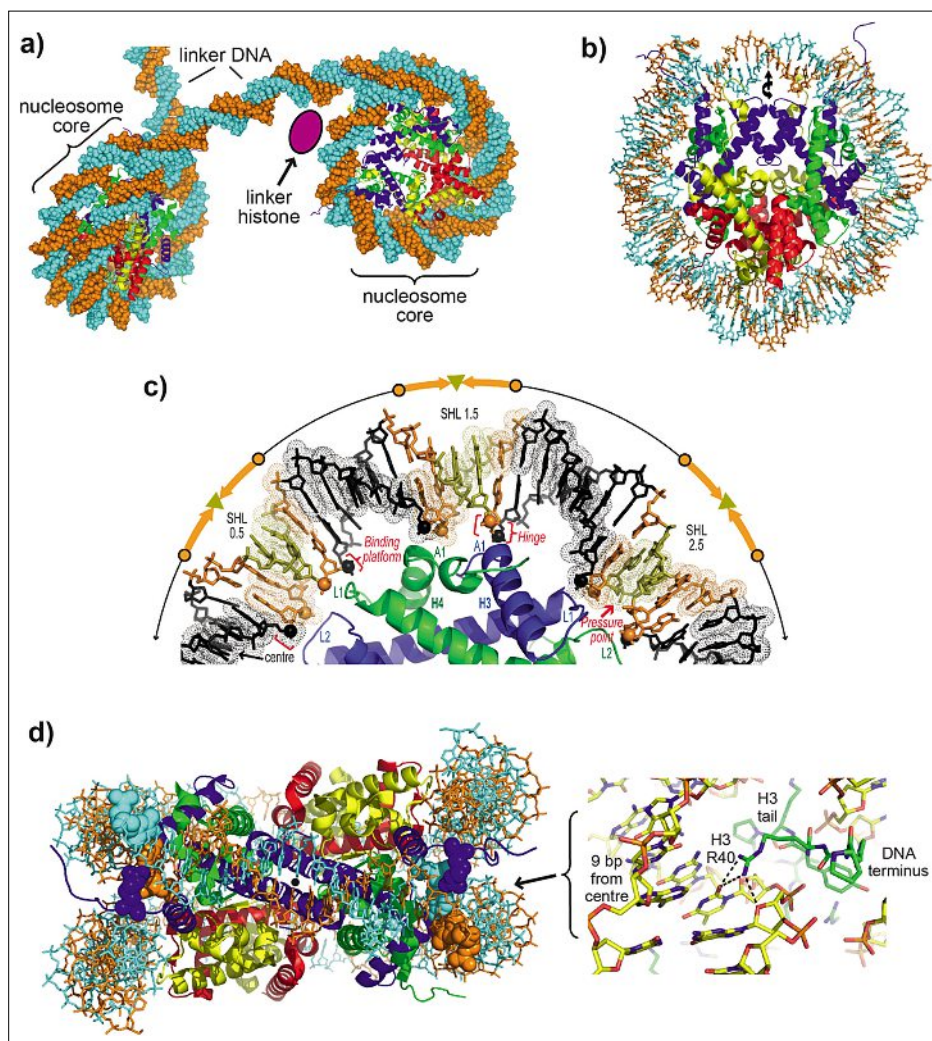 a)
linker DNA
nucleosome
core
linker
histone
nucleosome
core
b)
c)
SHL 1.5
SHL
0.5
SHL
2.5
Binding
platform
A1
A1
Hinge
L1
H4
H3
L1
L2
Pressure
point
L2
centre
d)
H3
tail
H3
R40
9 bp
from
centre
DNA
terminus